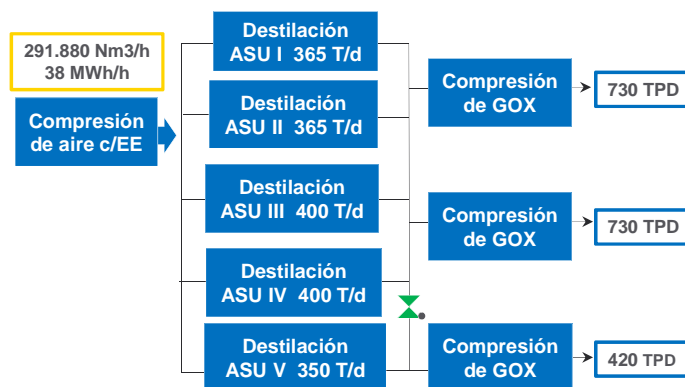 291.880 Nm3/h
38 MWh/h
Compresión
de aire c/EE
Destilación
ASU I 365 T/d
Destilación
ASU II 365 T/d
Destilación
ASU III 400 T/d
Destilación
ASU IV 400 T/d
Destilación
ASU V 350 T/d
Compresión
de GOX
730 TPD
Compresión
de GOX
730 TPD
Compresión
de GOX
420 TPD